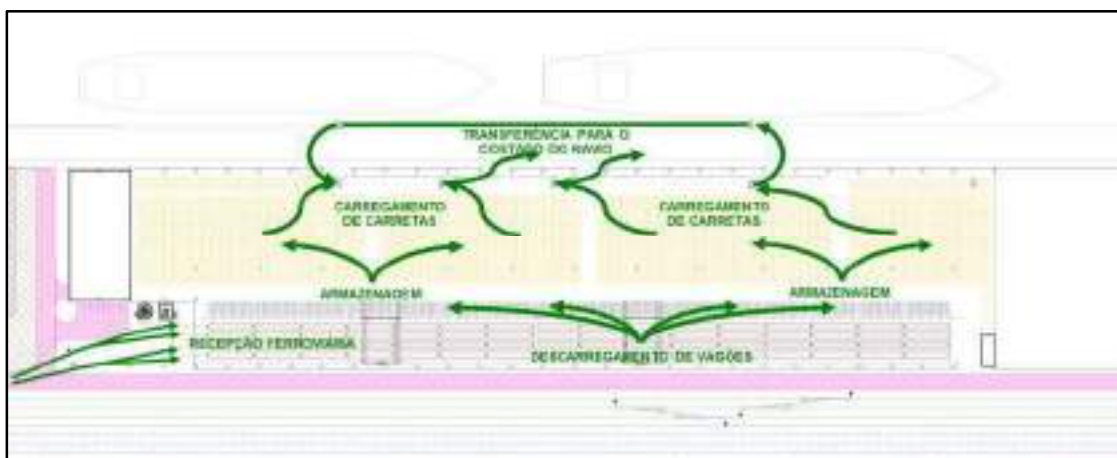 TRANSFERÊNCIA PARA O
COSTADO DO NAVIO
CARREGAMENTO
DE CARRETAS
CARREGAMENTO
DE CARRETAS
ARMAZENAGEM
ARMAZENAGEM
RECEPÇÃO FERROVIÁRIA
DESCARREGAMENTO DE VAGÕES